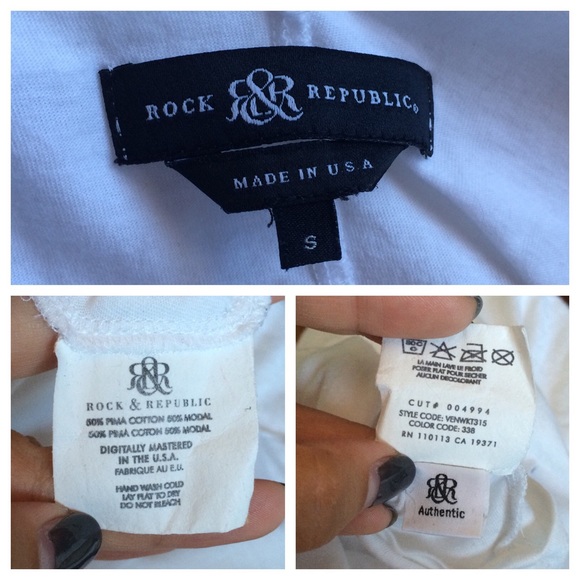 ROCK R&R REPUBLIC
MADE IN U.S.A
S
R&R
ROCK & REPUBLIC
50% PIMA COTTON 50% MODAL
50% PIMA COTON 50% MODAL
DIGITALLY MASTERED
IN THE U.S.A.
FABRIQUE AU E.U.
HAND WASH COLD
LAY FLAT TO DRY
DO NOT BLEACH
LA MAIN LAVE LE FROID
POSER PLAT POUR SECHER
AUCUN DECOLORANT
CUT# 004994
STYLE CODE: VENWKT315
COLOR CODE: 338
RN 110113 CA 19371
R&R
Authentic